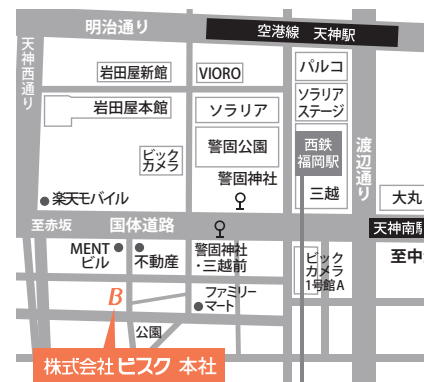 明治通り
空港線 天神駅
天神西通り
岩田屋新館
VIORO
パルコ
岩田屋本館
ソラリア
ソラリア
ステージ
ビック
カメラ
警固公園
西鉄
福岡駅
渡辺通り
警固神社
三越
大丸
楽天モバイル
至赤坂
国体道路
天神南駅
MENT
ビル
不動産
警固神社
・三越前
ビック
カメラ
1号館A
至中
B
ファミリー
マート
公園
株式会社 ビスク 本社